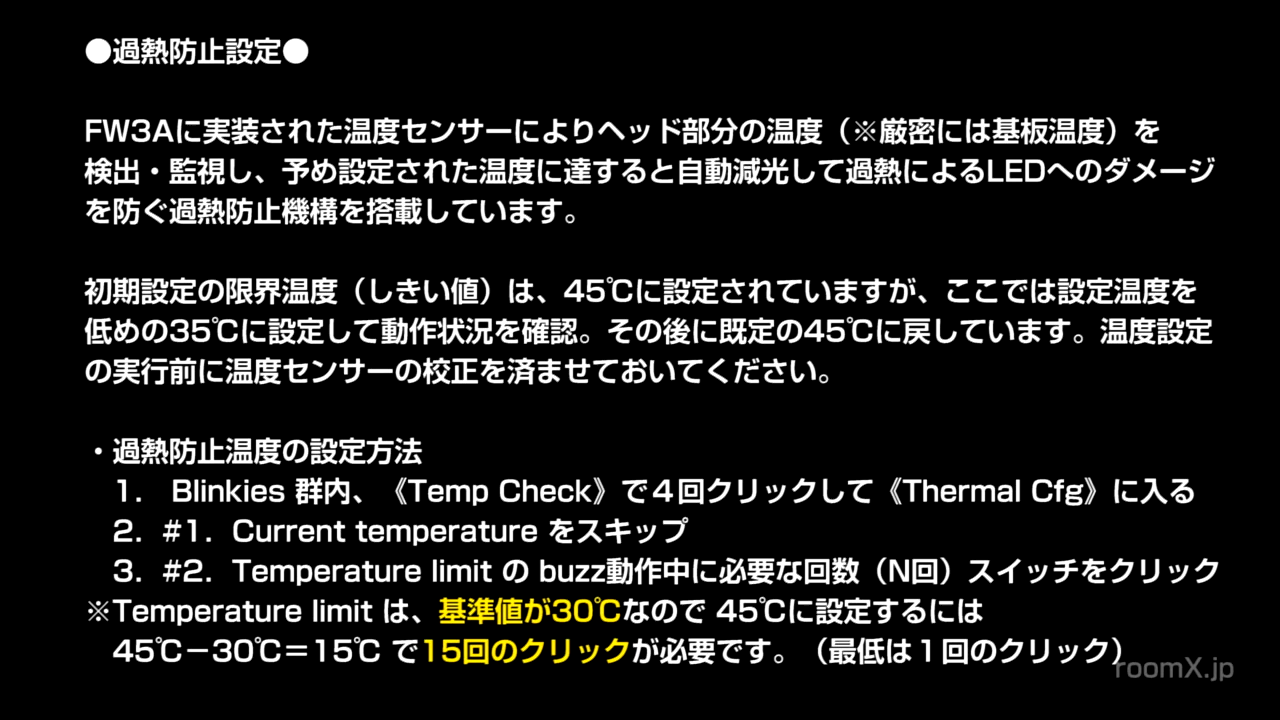 ●過熱防止設定●
FW3Aに実装された温度センサーによりヘッド部分の温度（※厳密には基板温度）を
検出・監視し、予め設定された温度に達すると自動減光して過熱によるLEDへのダメージ
を防ぐ過熱防止機構を搭載しています。
初期設定の限界温度（しきい値）は、45℃に設定されていますが、ここでは設定温度を
低めの35℃に設定して動作状況を確認。その後に既定の45℃に戻しています。温度設定
の実行前に温度センサーの校正を済ませておいてください。
・過熱防止温度の設定方法
1. Blinkies 群内、《Temp Check》で４回クリックして《Thermal Cfg》に入る
2. #1. Current temperature をスキップ
3. #2. Temperature limit の buzz動作中に必要な回数（N回）スイッチをクリック
※Temperature limit は、基準値が30℃なので 45℃に設定するには
45℃－30℃＝15℃ で15回のクリックが必要です。（最低は１回のクリック）
roomX.jp